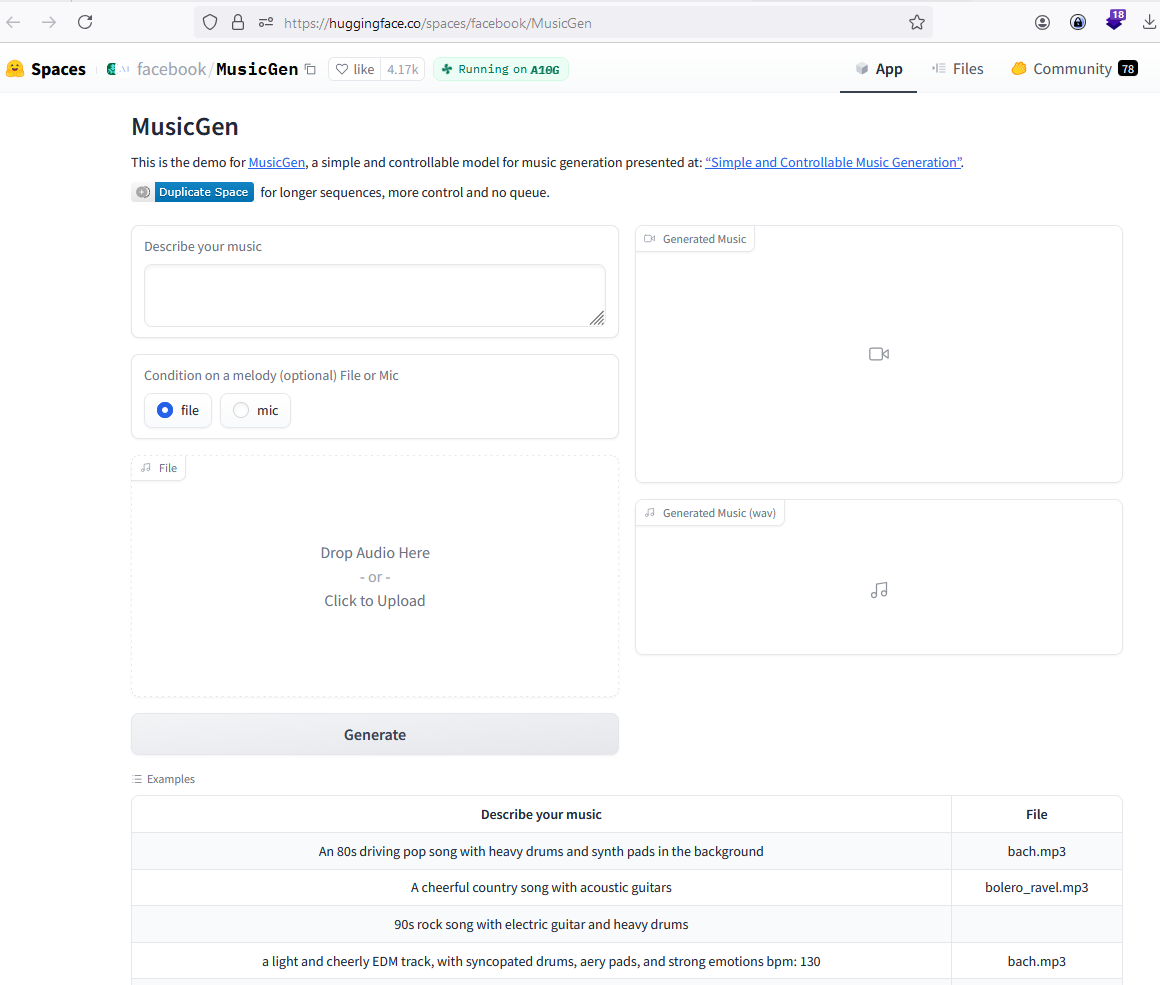 https://huggingface.co/spaces/facebook/MusicGen
18
Spaces facebook/MusicGen like 4.17k Running on A10G App Files Community 78
MusicGen
This is the demo for MusicGen, a simple and controllable model for music generation presented at: “Simple and Controllable Music Generation”.
Duplicate Space for longer sequences, more control and no queue.
Describe your music
Generated Music
Condition on a melody (optional) File or Mic
file mic
File
Drop Audio Here
- or -
Click to Upload
Generated Music (wav)
Generate
Examples
Describe your music File
An 80s driving pop song with heavy drums and synth pads in the background bach.mp3
A cheerful country song with acoustic guitars bolero_ravel.mp3
90s rock song with electric guitar and heavy drums
a light and cheerly EDM track, with syncopated drums, aery pads, and strong emotions bpm: 130 bach.mp3